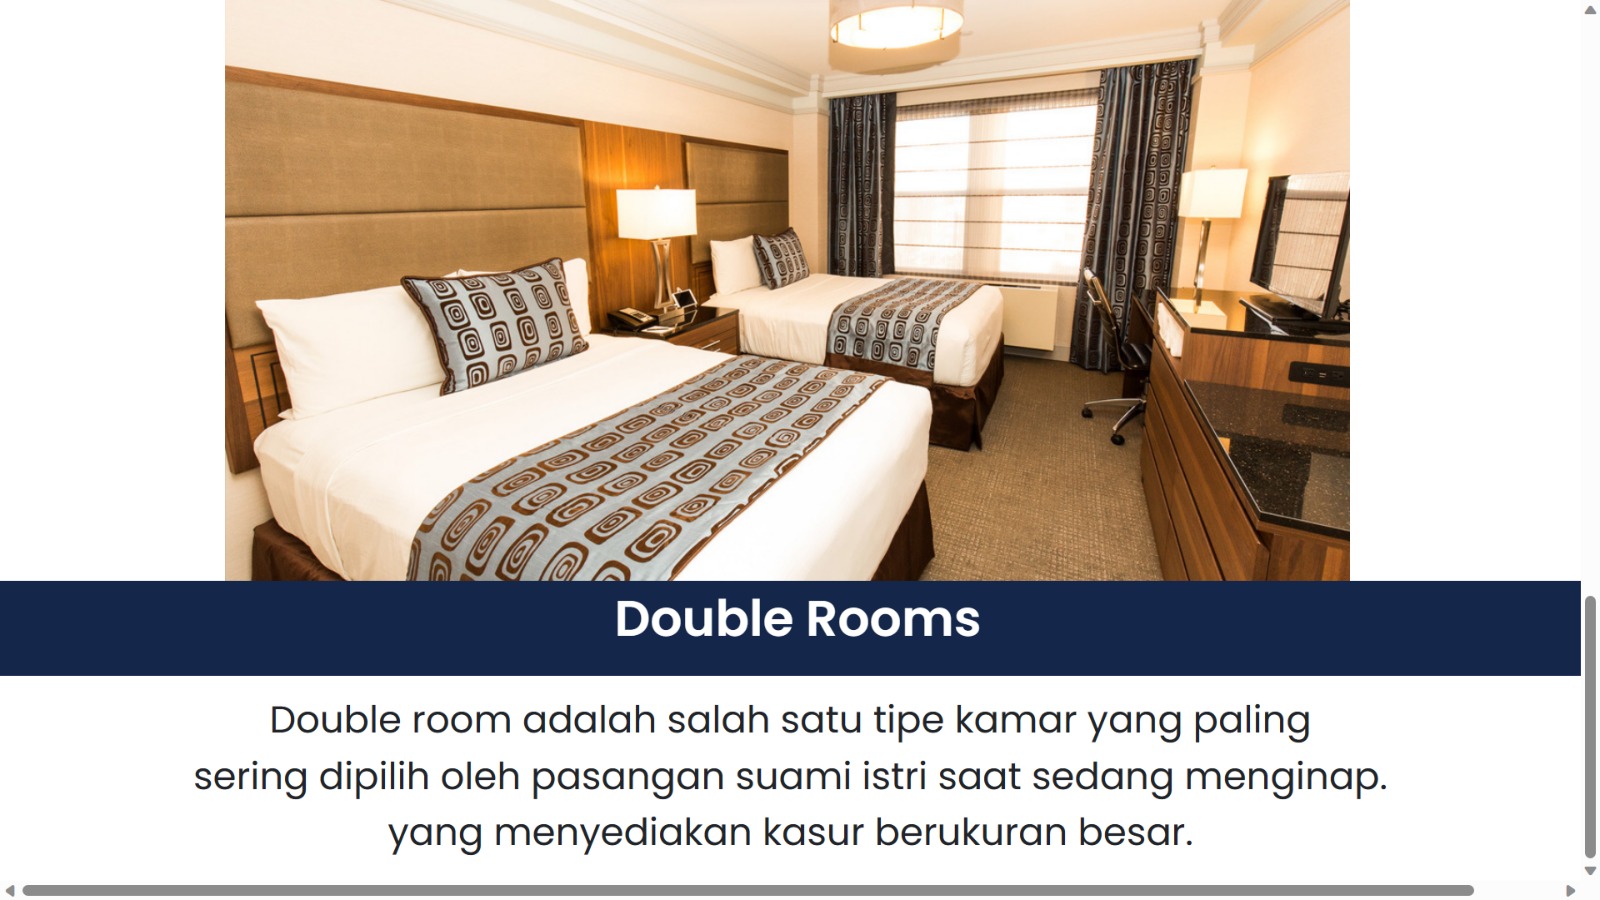 Double Rooms
Double room adalah salah satu tipe kamar yang paling
sering dipilih oleh pasangan suami istri saat sedang menginap.
yang menyediakan kasur berukuran besar.